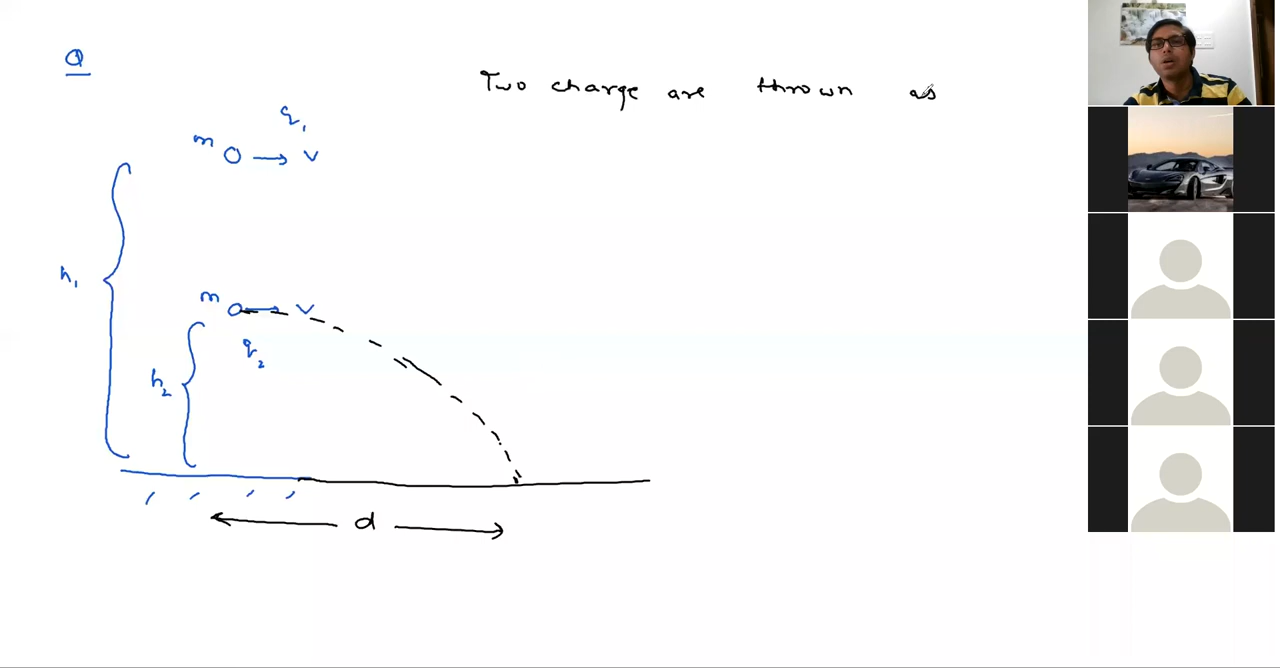 Q
Two charge are thrown as
q₁
m v
h₁
m v
q₂
h₂
d